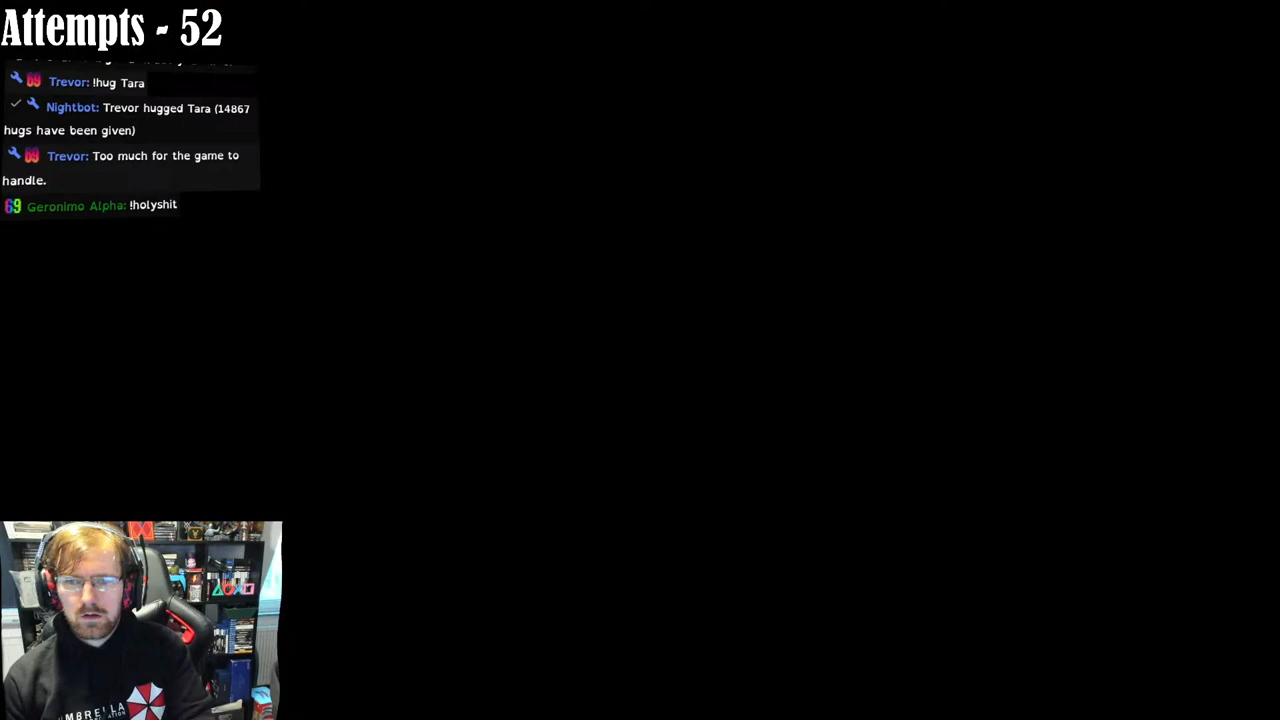 Attempts - 52
Trevor: !hug Tara
Nightbot: Trevor hugged Tara (14867
hugs have been given)
Trevor: Too much for the game to
handle.
Geronimo Alpha: !holyshit
UMBRELLA